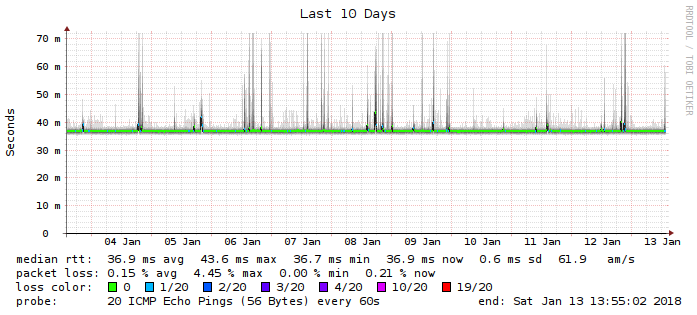 Last 10 Days
RRDTOOL / TOBI OETIKER
Seconds
70 m
60 m
50 m
40 m
30 m
20 m
10 m
0
04 Jan 05 Jan 06 Jan 07 Jan 08 Jan 09 Jan 10 Jan 11 Jan 12 Jan 13 Jan
median rtt: 36.9 ms avg 43.6 ms max 36.7 ms min 36.9 ms now 0.6 ms sd 61.9 am/s
packet loss: 0.15 % avg 4.45 % max 0.00 % min 0.21 % now
loss color: 0 1/20 2/20 3/20 4/20 10/20 19/20
probe: 20 ICMP Echo Pings (56 Bytes) every 60s end: Sat Jan 13 13:55:02 2018